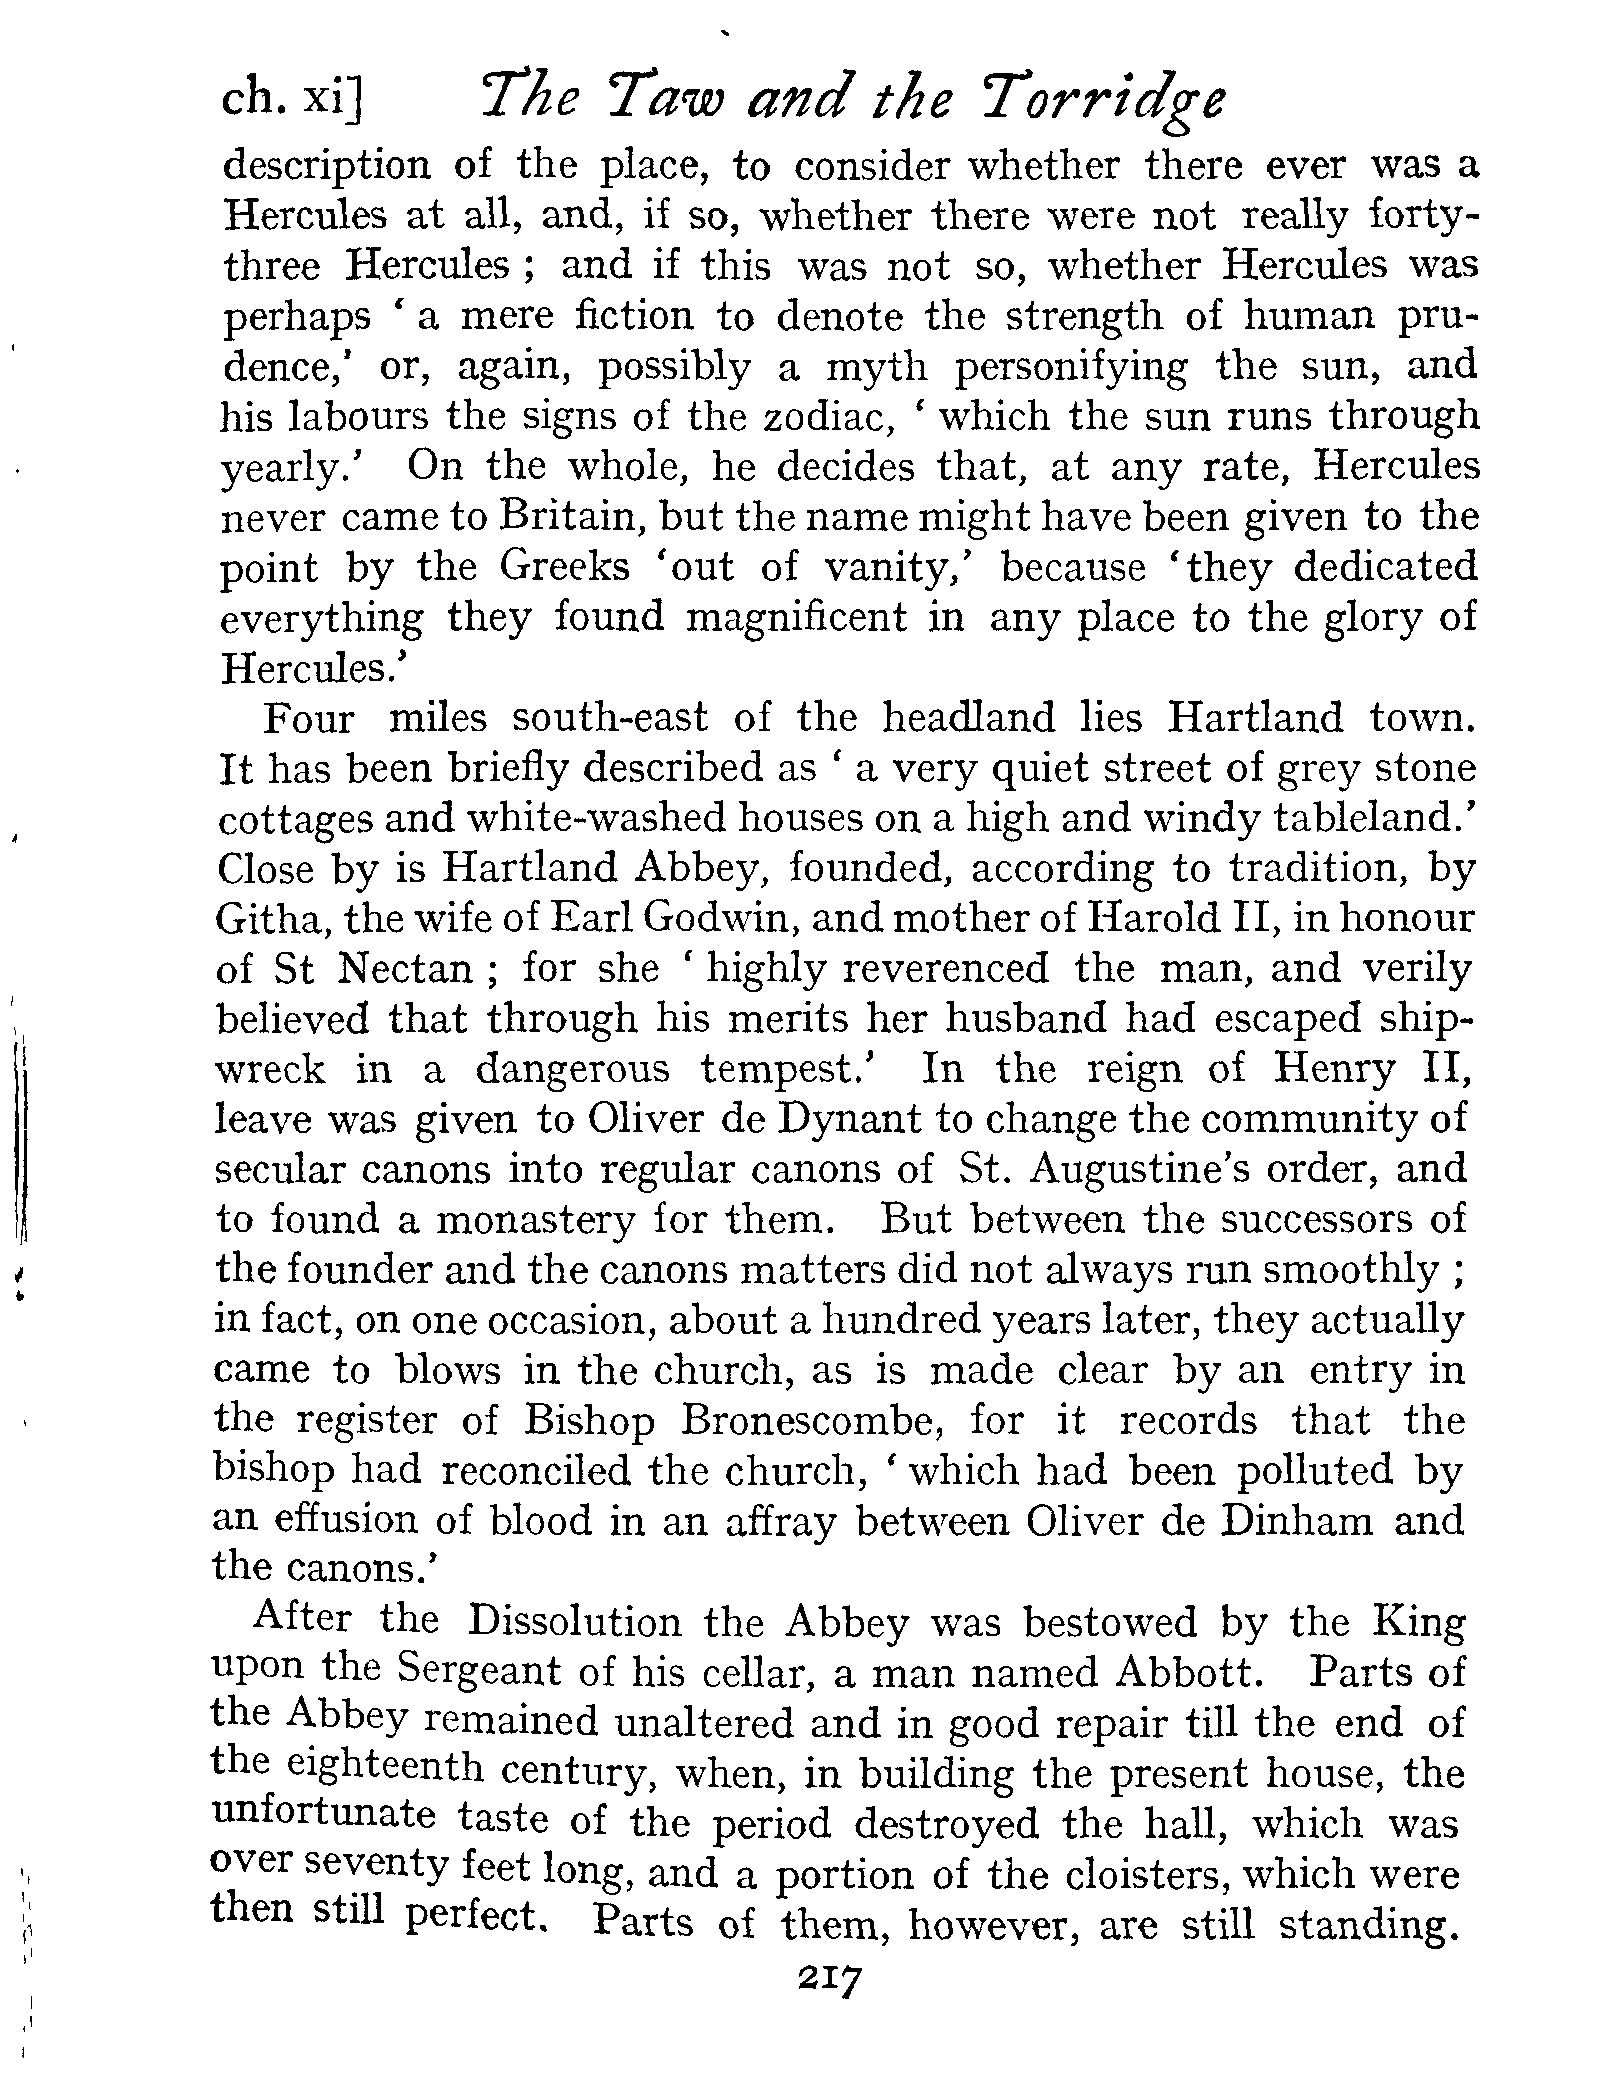 ch. xi] The Taw and the Torridge
description of the place, to consider whether there ever was a
Hercules at all, and, if so, whether there were not really forty-
three Hercules ; and if this was not so, whether Hercules was
perhaps ‘ a mere fiction to denote the strength of human pru-
dence,’ or, again, possibly a myth personifying the sun, and
his labours the signs of the zodiac, ‘ which the sun runs through
yearly.’ On the whole, he decides that, at any rate, Hercules
never came to Britain, but the name might have been given to the
point by the Greeks ‘out of vanity,’ because ‘they dedicated
everything they found magnificent in any place to the glory of
Hercules.’
Four miles south-east of the headland lies Hartland town.
It has been briefly described as ‘ a very quiet street of grey stone
cottages and white-washed houses on a high and windy tableland.’
Close by is Hartland Abbey, founded, according to tradition, by
Githa, the wife of Earl Godwin, and mother of Harold II, in honour
of St Nectan ; for she ‘ highly reverenced the man, and verily
believed that through his merits her husband had escaped ship-
wreck in a dangerous tempest.’ In the reign of Henry II,
leave was given to Oliver de Dynant to change the community of
secular canons into regular canons of St. Augustine’s order, and
to found a monastery for them. But between the successors of
the founder and the canons matters did not always run smoothly ;
in fact, on one occasion, about a hundred years later, they actually
came to blows in the church, as is made clear by an entry in
the register of Bishop Bronescombe, for it records that the
bishop had reconciled the church, ‘ which had been polluted by
an effusion of blood in an affray between Oliver de Dinham and
the canons.’
After the Dissolution the Abbey was bestowed by the King
upon the Sergeant of his cellar, a man named Abbott. Parts of
the Abbey remained unaltered and in good repair till the end of
the eighteenth century, when, in building the present house, the
unfortunate taste of the period destroyed the hall, which was
over seventy feet long, and a portion of the cloisters, which were
then still perfect. Parts of them, however, are still standing.
217